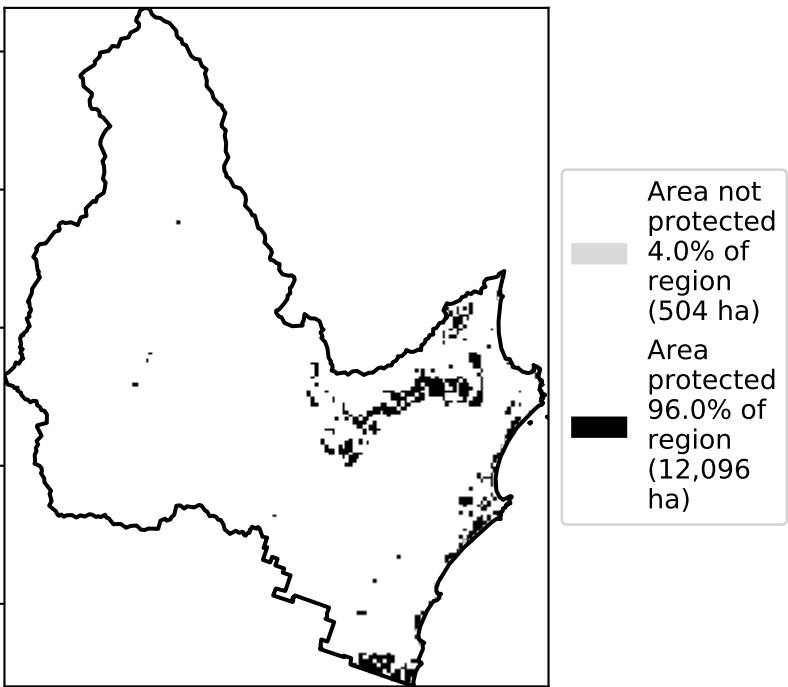 Area not
protected
4.0% of
region
(504 ha)
Area
protected
96.0% of
region
(12,096
ha)